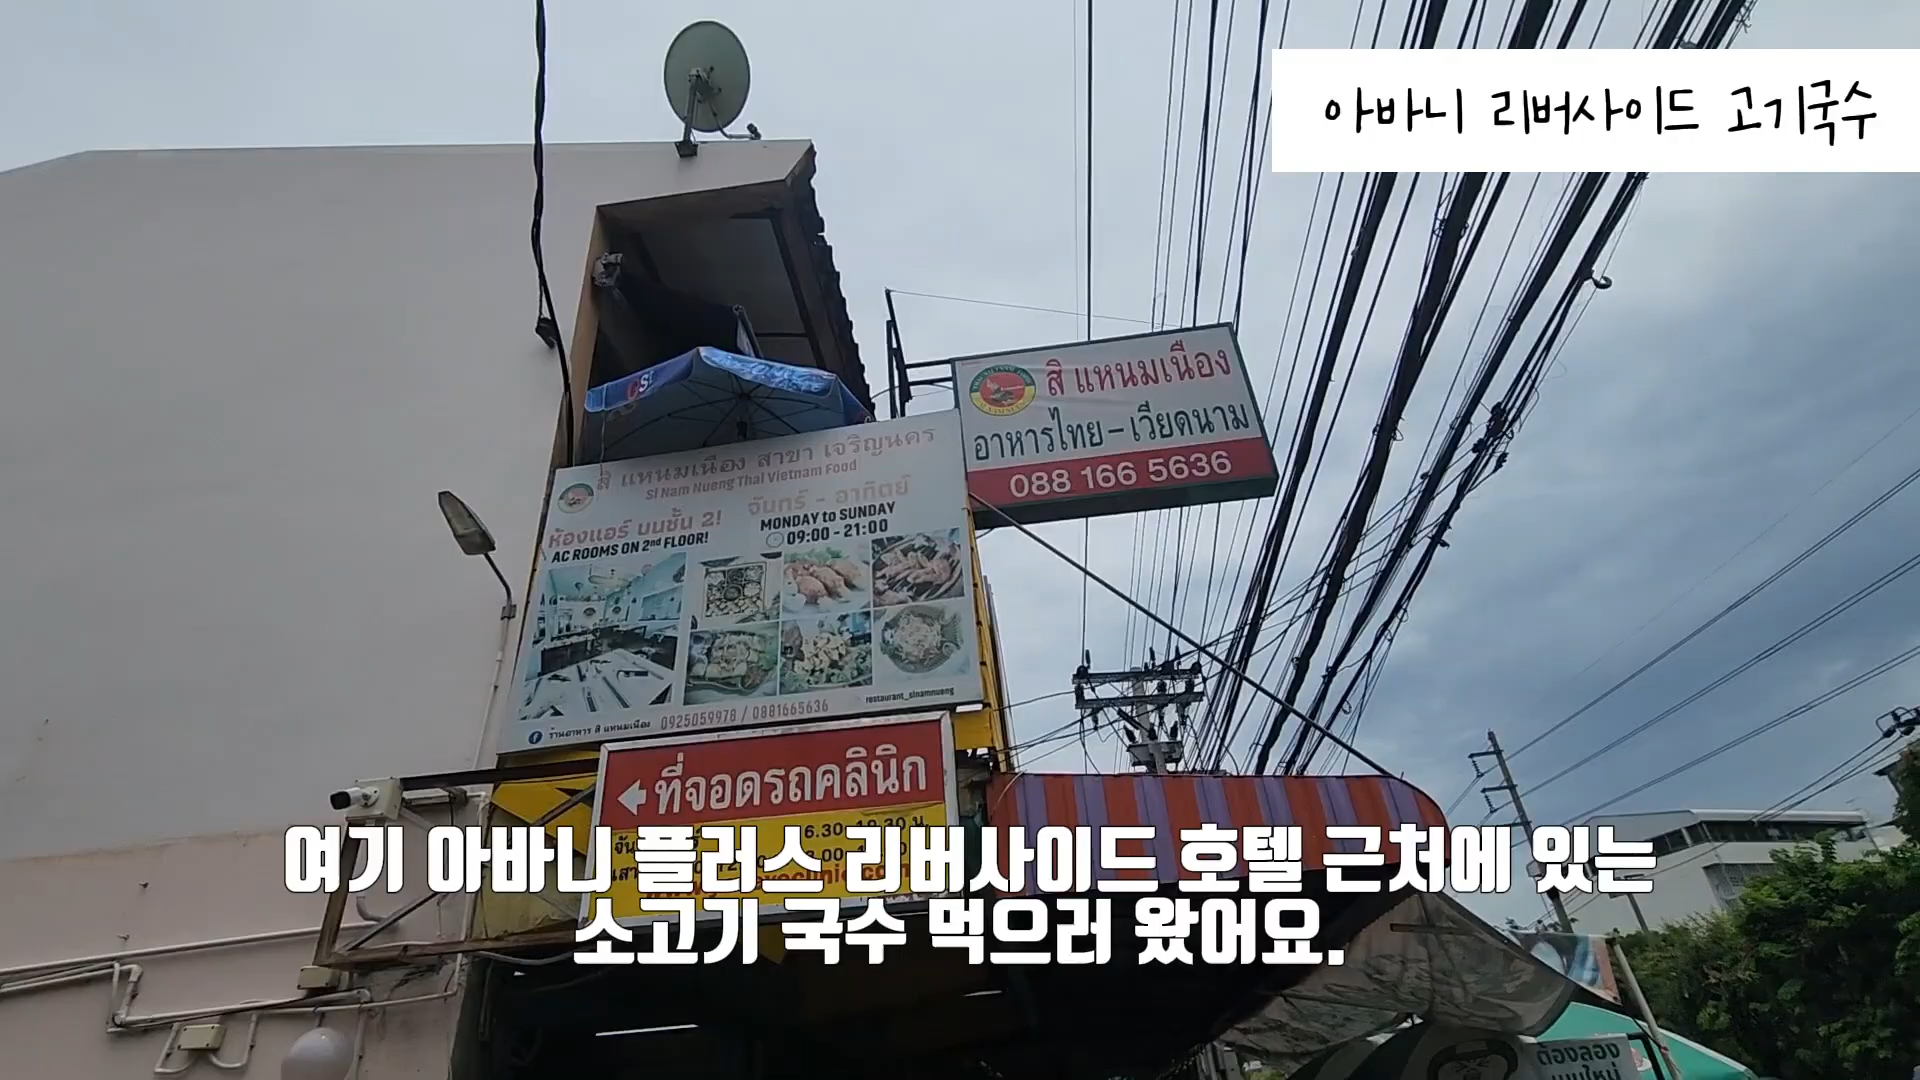 아바니 리버사이드 고기국수
สิ แหนมเนือง
อาหารไทย - เวียดนาม
088 166 5636
สิ แหนมเนือง สาขา เจริญนคร
Si Nam Nueng Thai Vietnam Food
จันทร์ - อาทิตย์
MONDAY to SUNDAY
09:00 - 21:00
ห้องแอร์ บนชั้น 2!
AC ROOMS ON 2nd FLOOR!
restaurant_sinamnueng
ร้านอาหาร สิ แหนมเนือง 0925059978 / 0881665636
ที่จอดรถคลินิก
여기 아바니 플러스 리버사이드 호텔 근처에 있는
소고기 국수 먹으러 왔어요.
ต้องลอง